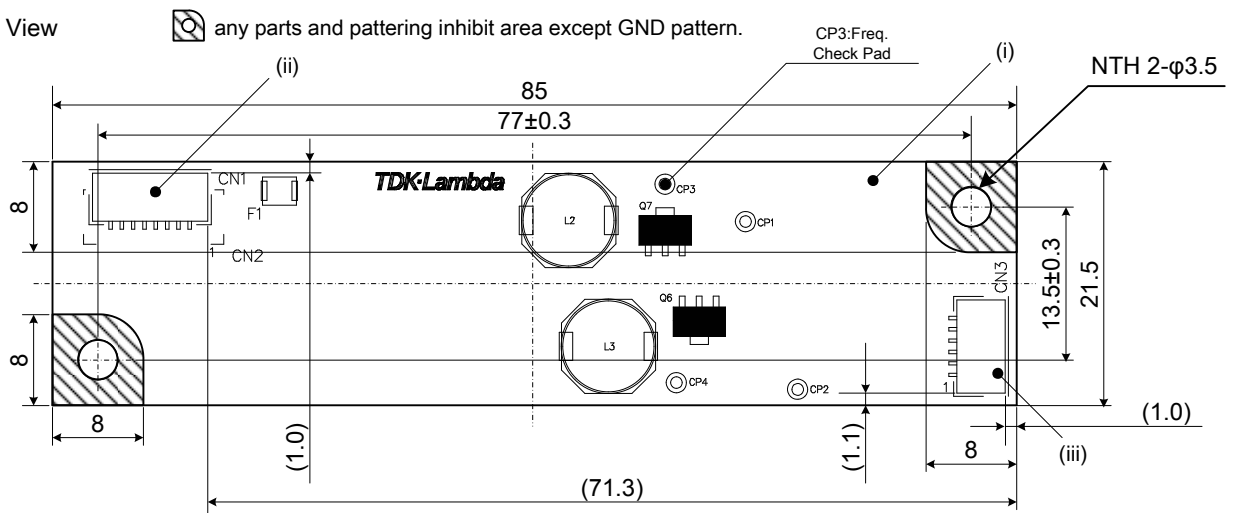 View
any parts and pattering inhibit area except GND pattern.
CP3:Freq.
Check Pad
(ii)
(i)
NTH 2-φ3.5
85
77±0.3
CN1
TDK·Lambda
CP3
F1
L2
Q7
CP1
8
CN2
CN3
13.5±0.3
21.5
Q6
L3
8
CP4
CP2
1
1
8
(1.0)
(1.1)
8
(iii)
(1.0)
(71.3)